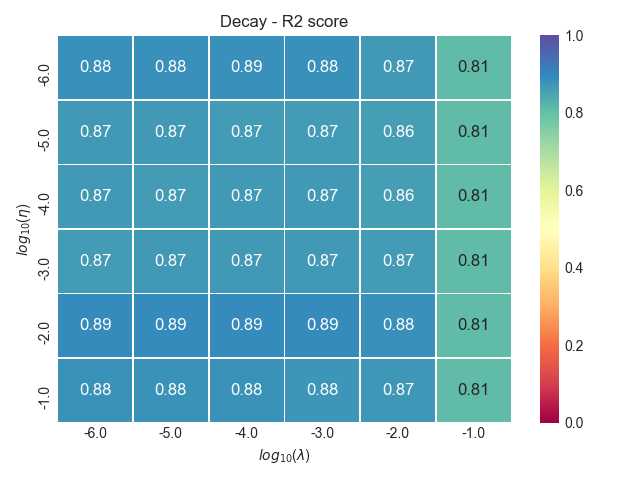 Decay - R2 score
-6.0 0.88 0.88 0.89 0.88 0.87 0.81
-5.0 0.87 0.87 0.87 0.87 0.86 0.81
-4.0 0.87 0.87 0.87 0.87 0.86 0.81
-3.0 0.87 0.87 0.87 0.87 0.87 0.81
-2.0 0.89 0.89 0.89 0.89 0.88 0.81
-1.0 0.88 0.88 0.88 0.88 0.87 0.81
log₁₀(η)
-6.0 -5.0 -4.0 -3.0 -2.0 -1.0
log₁₀(λ)
1.0
0.8
0.6
0.4
0.2
0.0